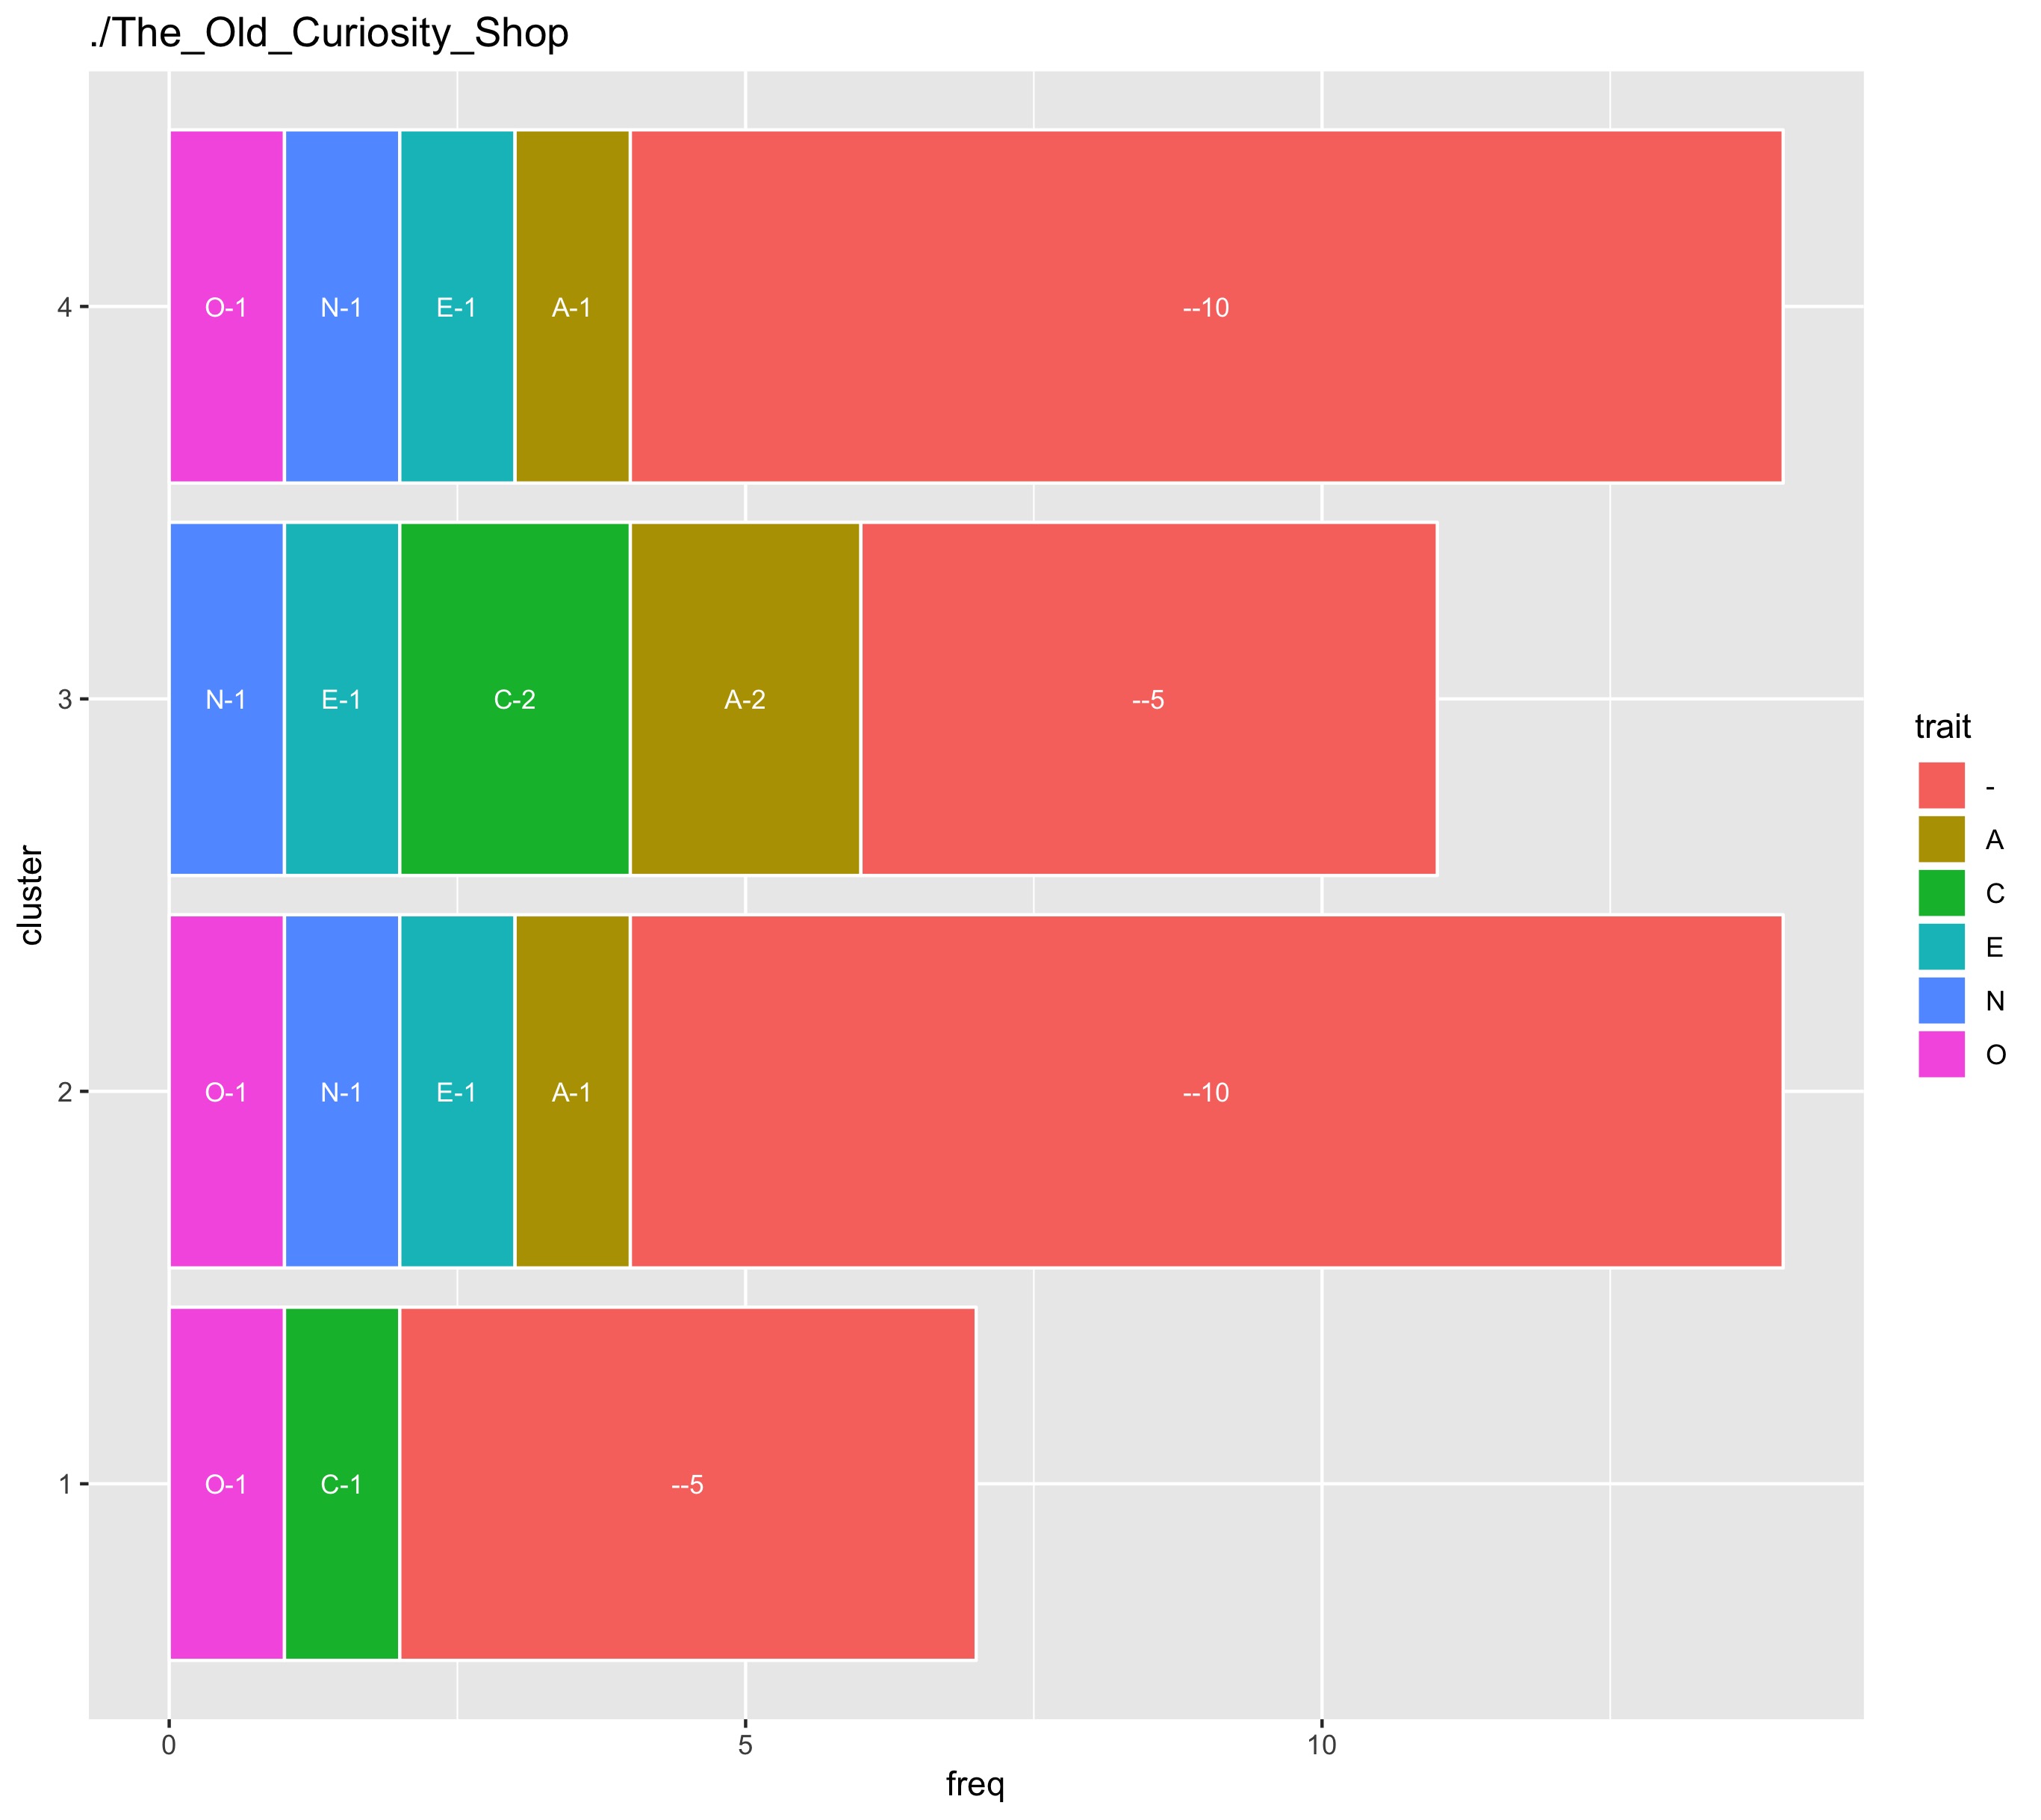 ./The_Old_Curiosity_Shop
4
O-1 N-1 E-1 A-1 --10
3
N-1 E-1 C-2 A-2 --5
2
O-1 N-1 E-1 A-1 --10
1
O-1 C-1 --5
0 5 10
freq
cluster
trait
-
A
C
E
N
O